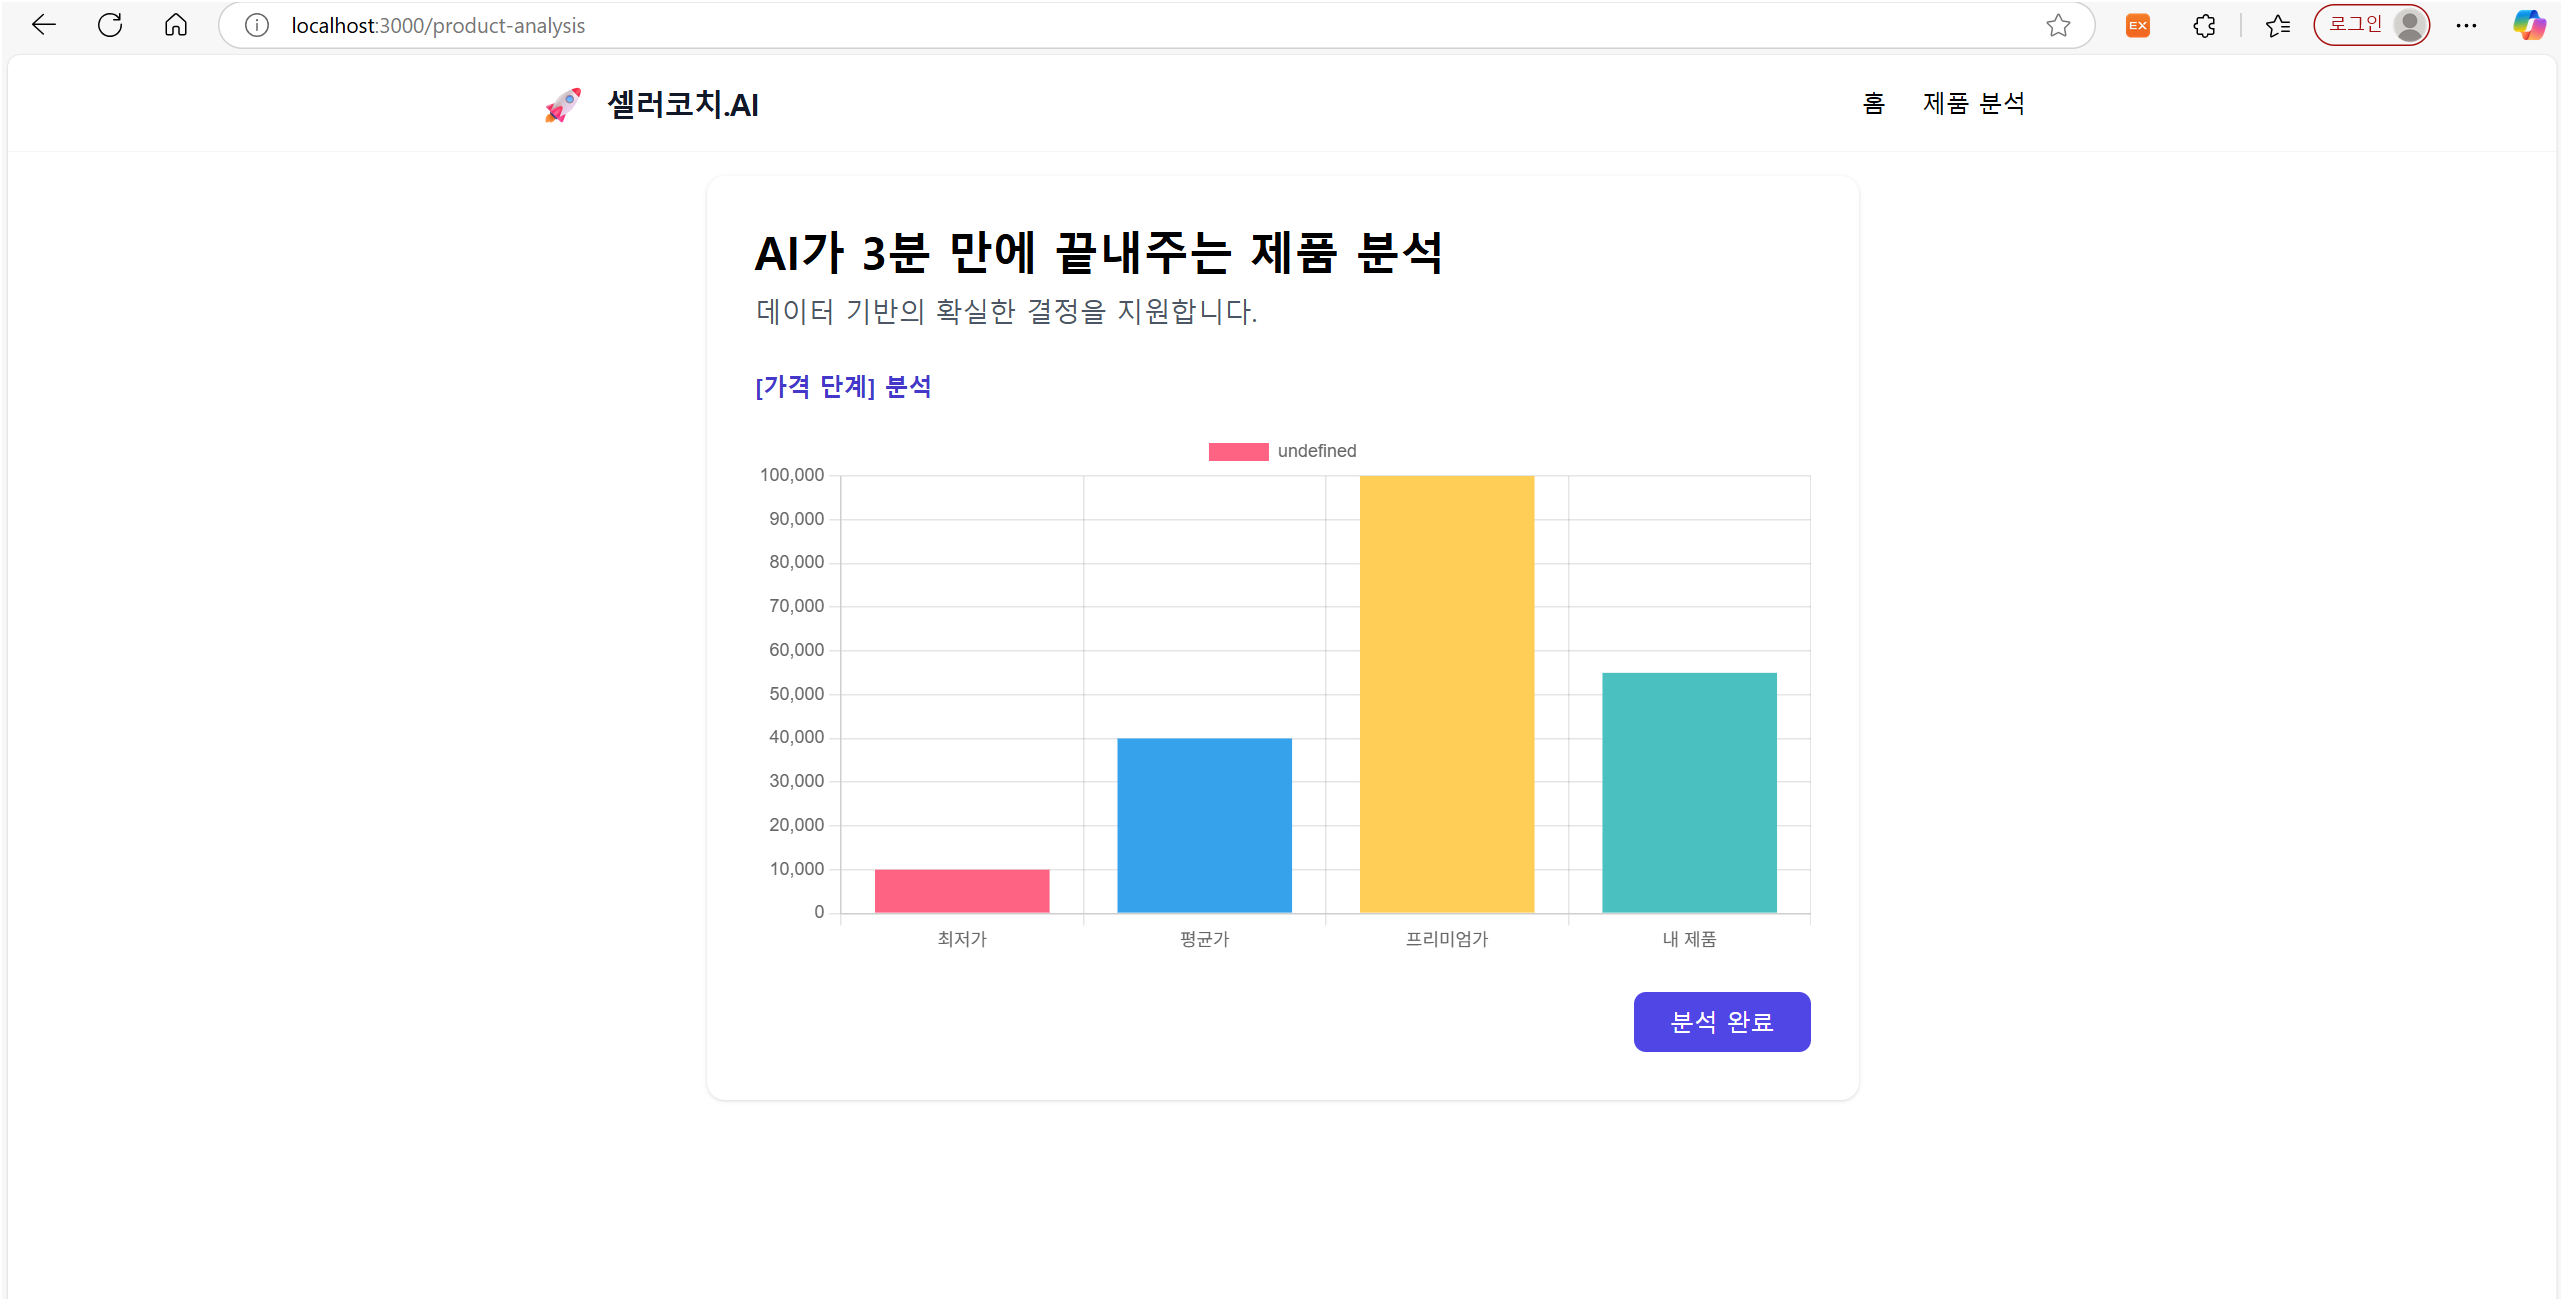 localhost:3000/product-analysis
EX
로그인
셀러코치.AI
홈
제품 분석
AI가 3분 만에 끝내주는 제품 분석
데이터 기반의 확실한 결정을 지원합니다.
[가격 단계] 분석
undefined
100,000
90,000
80,000
70,000
60,000
50,000
40,000
30,000
20,000
10,000
0
최저가
평균가
프리미엄가
내 제품
분석 완료